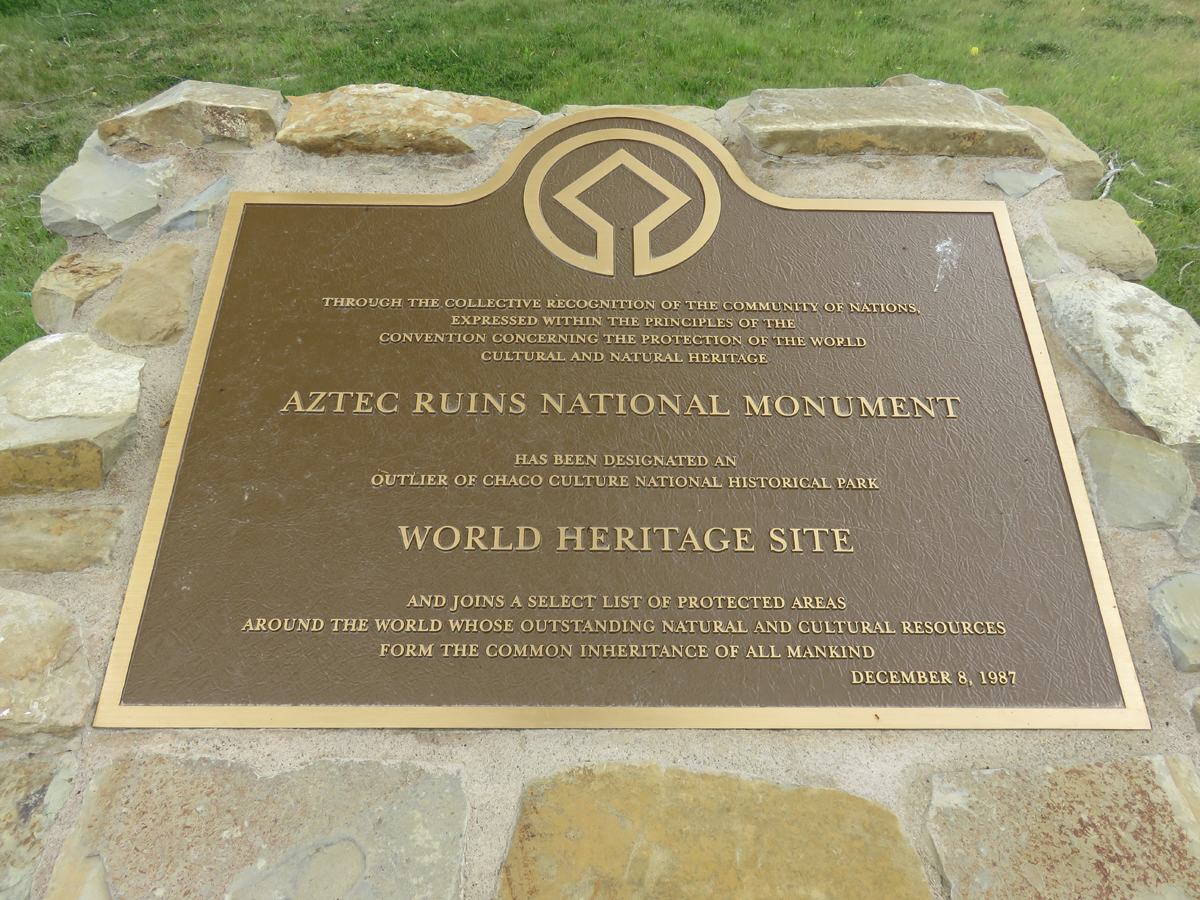 THROUGH THE COLLECTIVE RECOGNITION OF THE COMMUNITY OF NATIONS,
EXPRESSED WITHIN THE PRINCIPLES OF THE
CONVENTION CONCERNING THE PROTECTION OF THE WORLD
CULTURAL AND NATURAL HERITAGE
AZTEC RUINS NATIONAL MONUMENT
HAS BEEN DESIGNATED AN
OUTLIER OF CHACO CULTURE NATIONAL HISTORICAL PARK
WORLD HERITAGE SITE
AND JOINS A SELECT LIST OF PROTECTED AREAS
AROUND THE WORLD WHOSE OUTSTANDING NATURAL AND CULTURAL RESOURCES
FORM THE COMMON INHERITANCE OF ALL MANKIND
DECEMBER 8, 1987